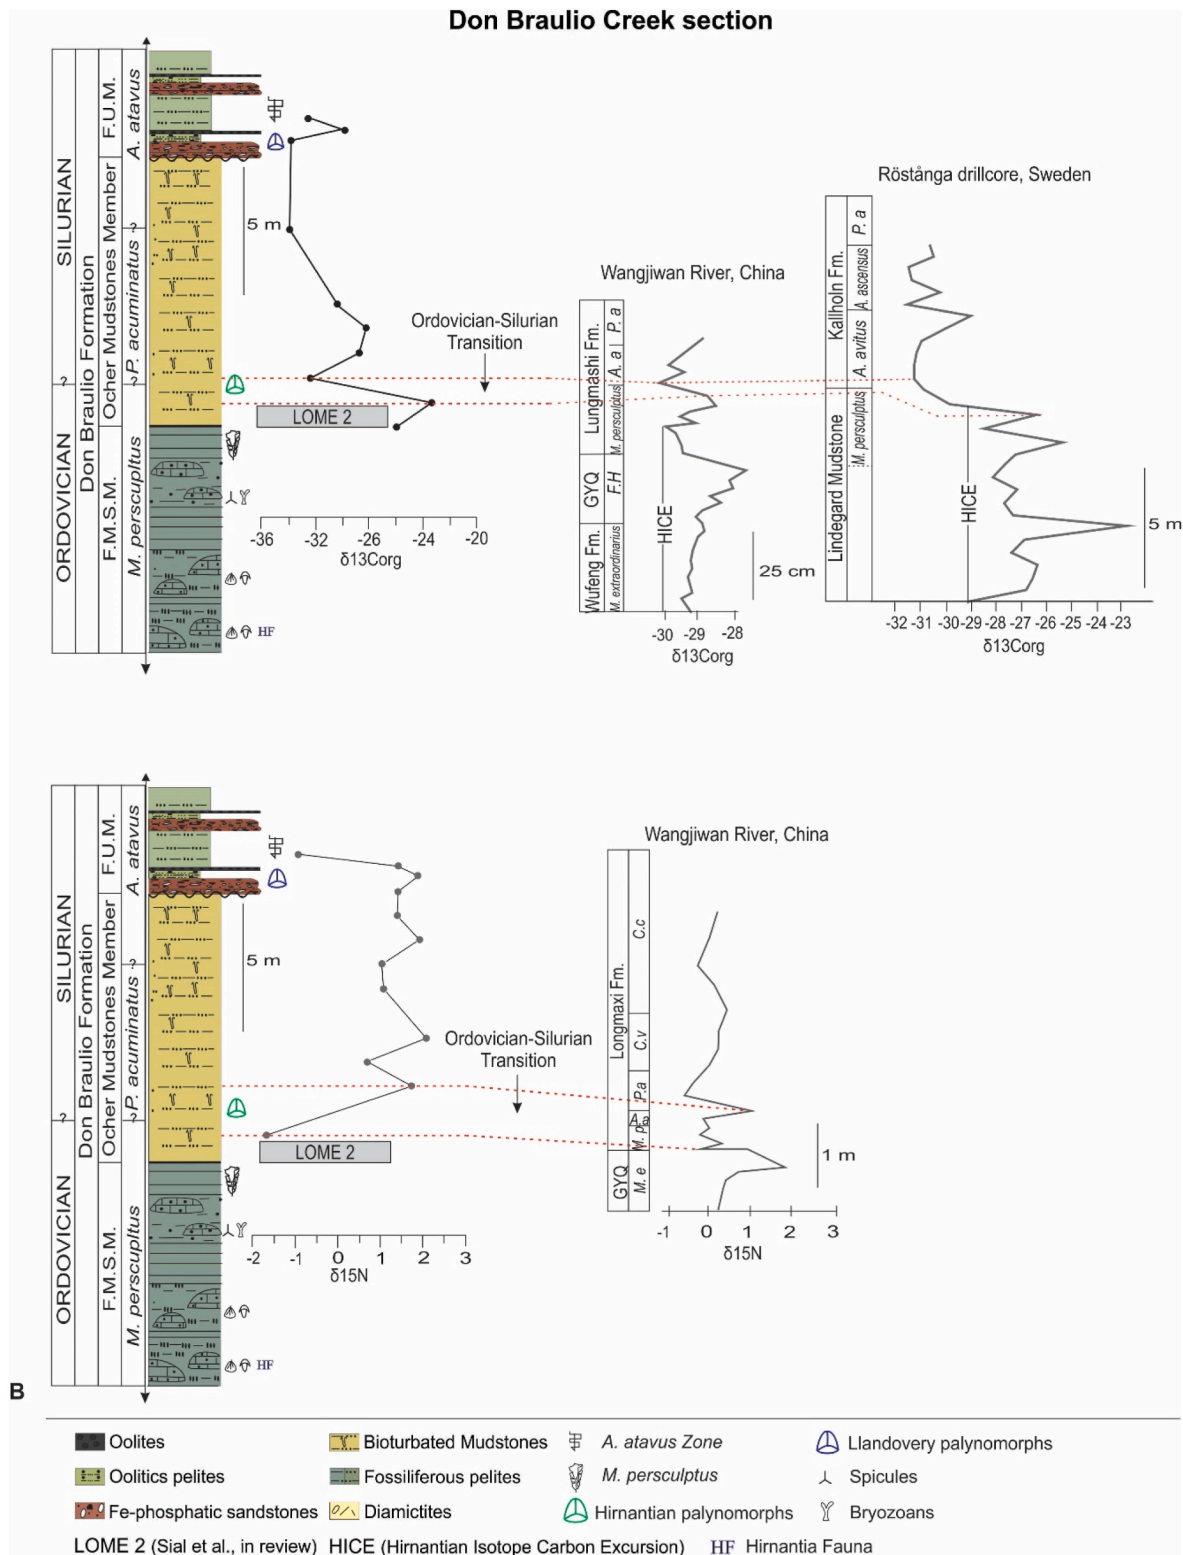 Don Braulio Creek section
SILURIAN
ORDOVICIAN
Don Braulio Formation
F.U.M.
Ocher Mudstones Member
F.M.S.M.
A. atavus
?
P. acuminatus
?
?
M. perscupltus
5 m
LOME 2
HF
-36 -32 -28 -24 -20
δ13Corg
Ordovician-Silurian
Transition
Wangjiwan River, China
Lungmashi Fm.
GYQ
Wufeng Fm.
P. a
A. a
M. persculptus
F.H
M. extraordinarius
HICE
25 cm
-30 -29 -28
δ13Corg
Röstånga drillcore, Sweden
Kallholn Fm.
Lindegard Mudstone
P. a
A. ascensus
A. avitus
M. persculptus
HICE
5 m
-32 -31 -30 -29 -28 -27 -26 -25 -24 -23
δ13Corg
SILURIAN
ORDOVICIAN
Don Braulio Formation
F.U.M.
Ocher Mudstones Member
F.M.S.M.
A. atavus
?
P. acuminatus
?
?
M. perscupltus
5 m
LOME 2
HF
-2 -1 0 1 2 3
δ15N
Ordovician-Silurian
Transition
Wangjiwan River, China
Longmaxi Fm.
GYQ
C.c
C.v
P.a
A.a
M. p
M. e
1 m
-1 0 1 2 3
δ15N
B
Oolites
Bioturbated Mudstones
A. atavus Zone
Llandovery palynomorphs
Oolitics pelites
Fossiliferous pelites
M. persculptus
Spicules
Fe-phosphatic sandstones
Diamictites
Hirnantian palynomorphs
Bryozoans
LOME 2 (Sial et al., in review) HICE (Hirnantian Isotope Carbon Excursion) HF Hirnantia Fauna